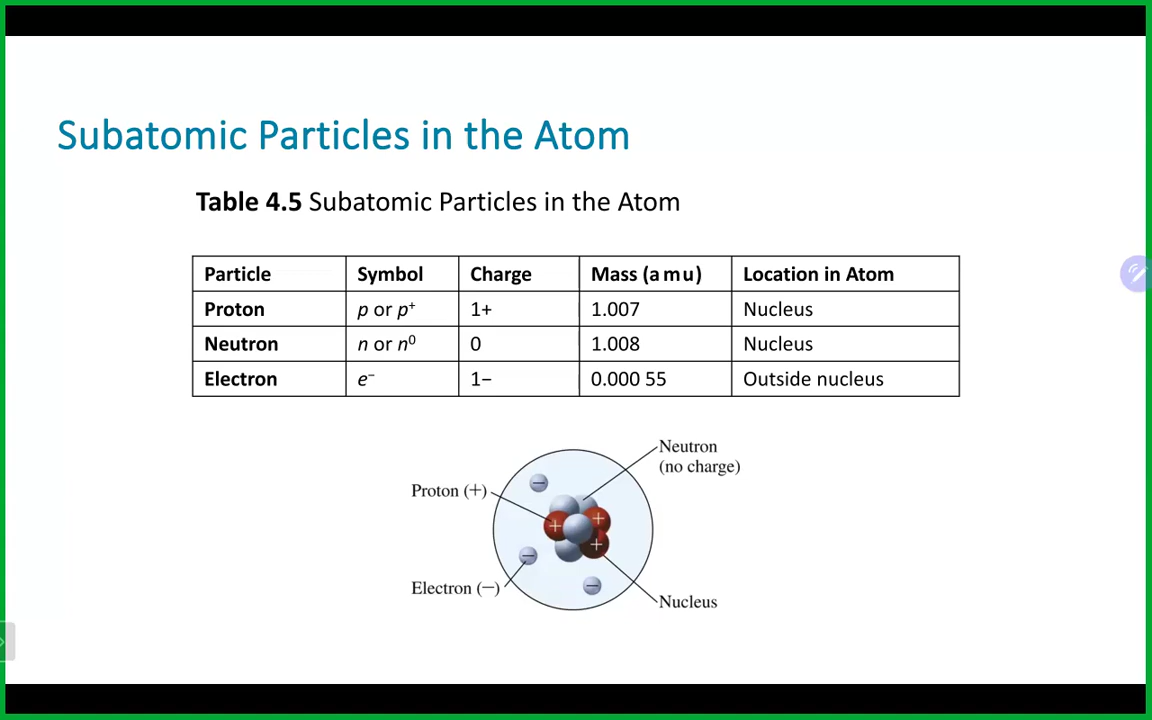 Subatomic Particles in the Atom
Table 4.5 Subatomic Particles in the Atom
Particle Symbol Charge Mass (a m u) Location in Atom
Proton p or p⁺ 1+ 1.007 Nucleus
Neutron n or n⁰ 0 1.008 Nucleus
Electron e⁻ 1− 0.000 55 Outside nucleus
Neutron
(no charge)
Proton (+)
Electron (−)
Nucleus